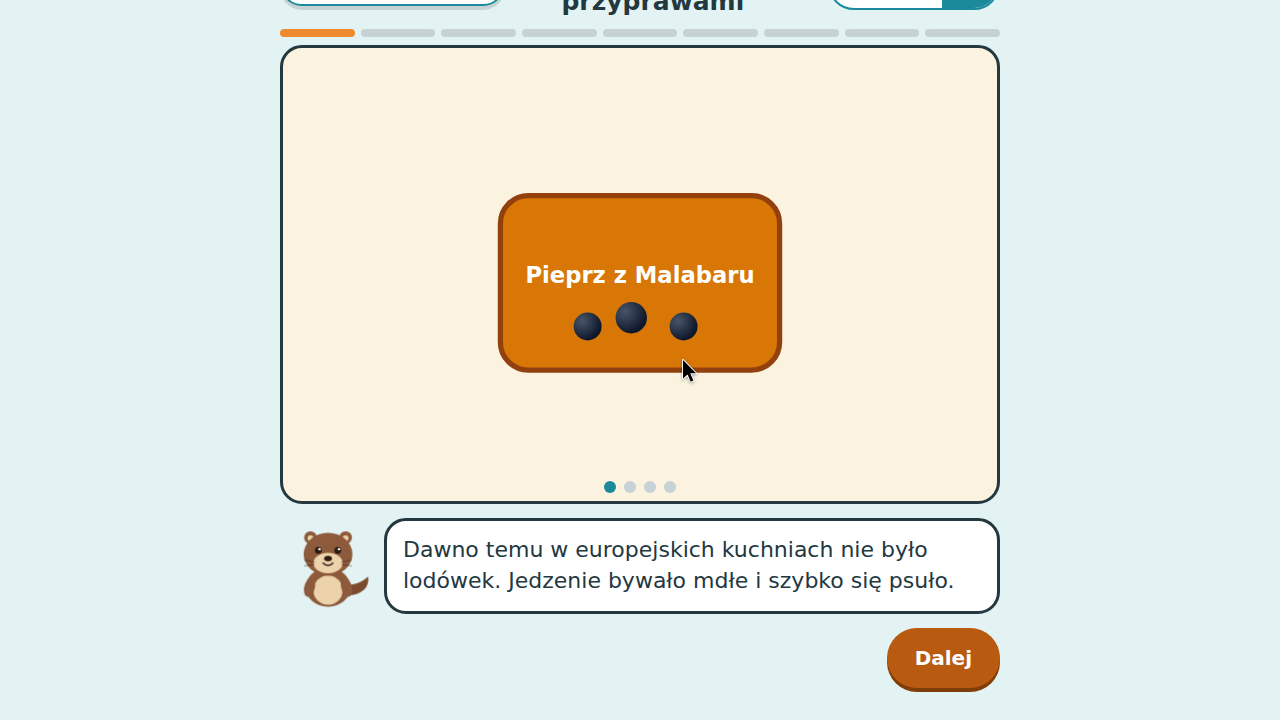 przyprawami
Pieprz z Malabaru
Dawno temu w europejskich kuchniach nie było
lodówek. Jedzenie bywało mdłe i szybko się psuło.
Dalej